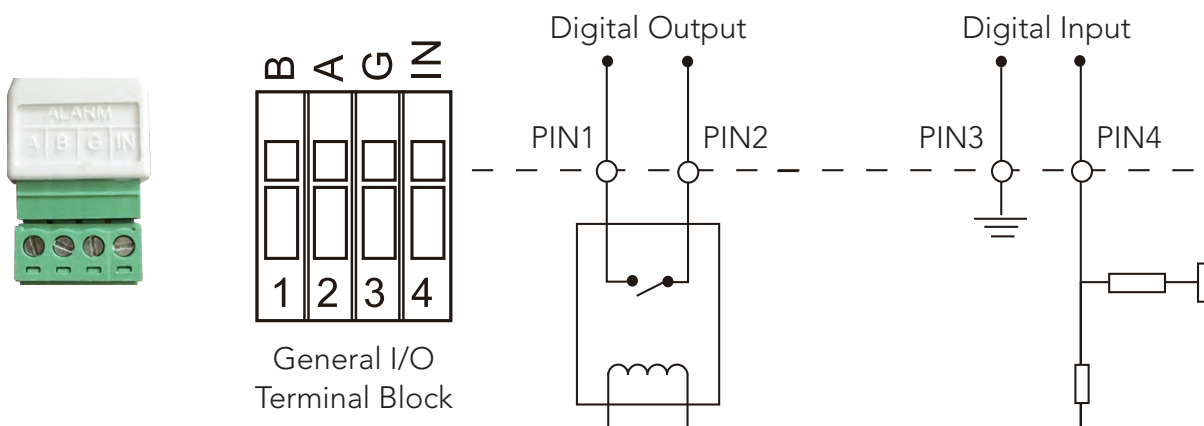 ALARM
A B G IN
B A G IN
1 2 3 4
General I/O
Terminal Block
Digital Output
PIN1 PIN2
Digital Input
PIN3 PIN4